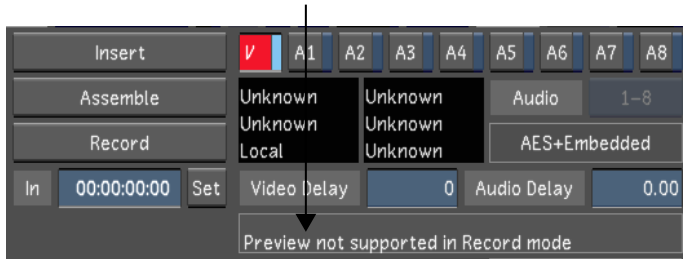 Insert V A1 A2 A3 A4 A5 A6 A7 A8
Assemble Unknown Unknown Audio 1-8
Unknown Unknown
Record Local Unknown AES+Embedded
In 00:00:00:00 Set Video Delay 0 Audio Delay 0.00
Preview not supported in Record mode